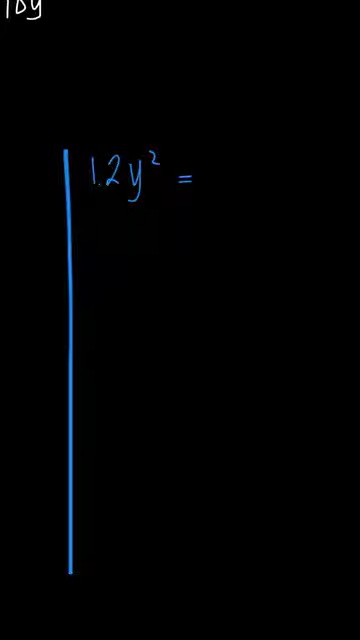 1.2y² =